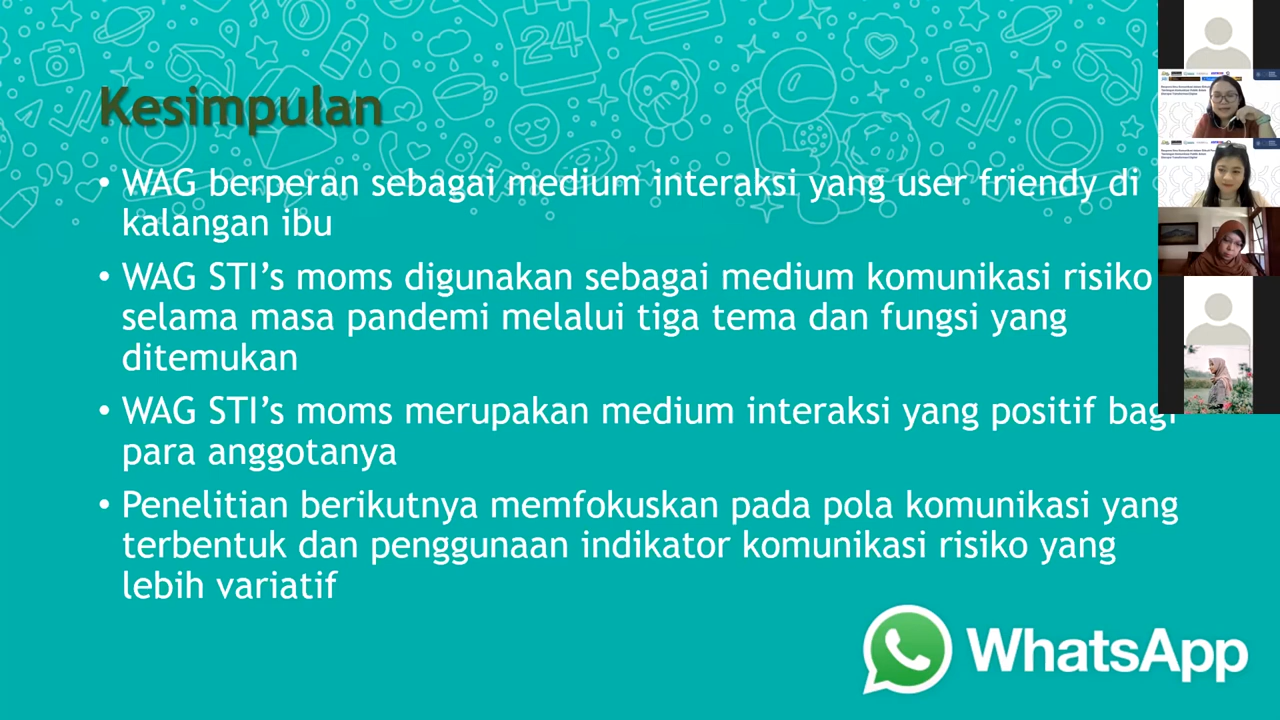 Kesimpulan
• WAG berperan sebagai medium interaksi yang user friendy di
kalangan ibu
• WAG STI’s moms digunakan sebagai medium komunikasi risiko
selama masa pandemi melalui tiga tema dan fungsi yang
ditemukan
• WAG STI’s moms merupakan medium interaksi yang positif bagi
para anggotanya
• Penelitian berikutnya memfokuskan pada pola komunikasi yang
terbentuk dan penggunaan indikator komunikasi risiko yang
lebih variatif
WhatsApp
24